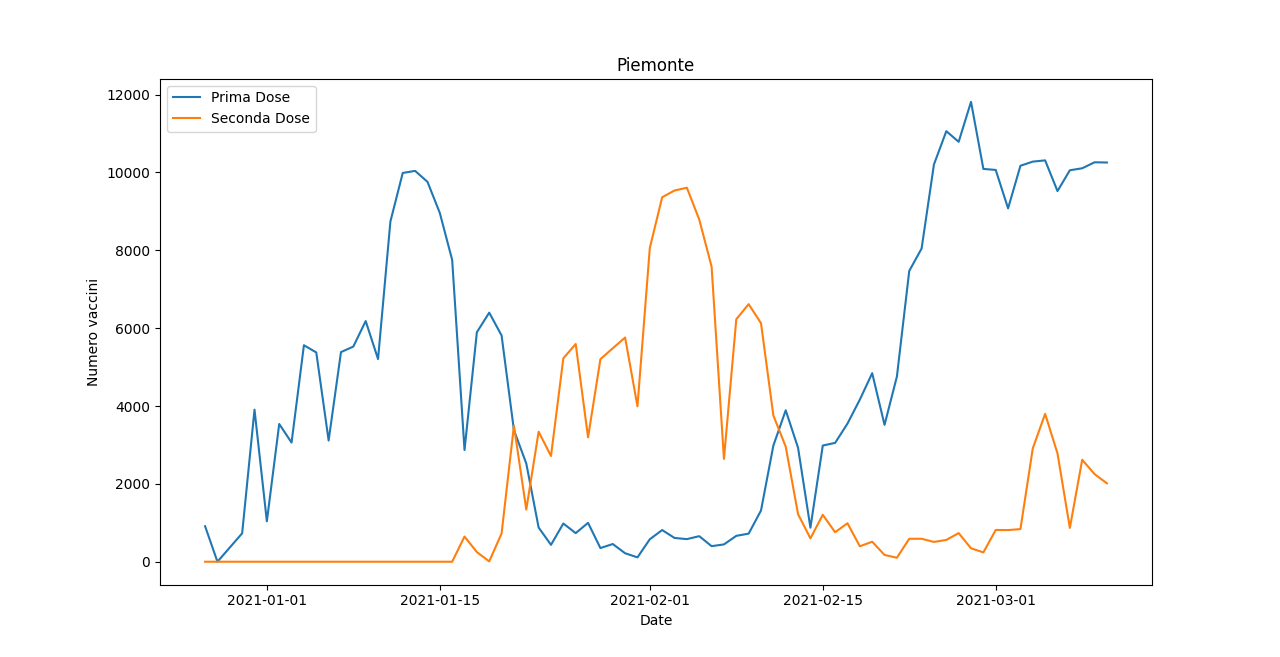 Piemonte
Prima Dose
Seconda Dose
12000
10000
8000
6000
4000
2000
0
Numero vaccini
2021-01-01
2021-01-15
2021-02-01
2021-02-15
2021-03-01
Date